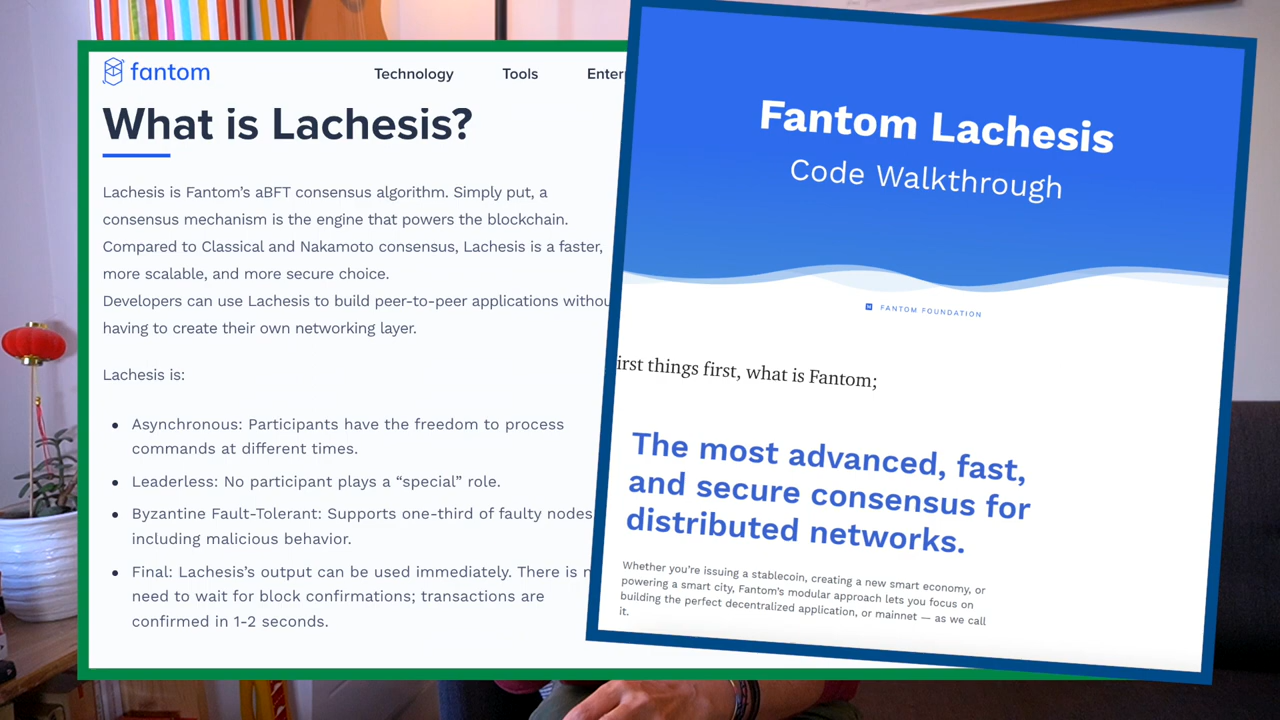 fantom
Technology
Tools
What is Lachesis?
Lachesis is Fantom's aBFT consensus algorithm. Simply put, a
consensus mechanism is the engine that powers the blockchain.
Compared to Classical and Nakamoto consensus, Lachesis is a faster,
more scalable, and more secure choice.
Developers can use Lachesis to build peer-to-peer applications
having to create their own networking layer.
Lachesis is:
• Asynchronous: Participants have the freedom to process
commands at different times.
• Leaderless: No participant plays a “special” role.
• Byzantine Fault-Tolerant: Supports one-third of faulty nodes
including malicious behavior.
• Final: Lachesis's output can be used immediately. There is
need to wait for block confirmations; transactions are
confirmed in 1-2 seconds.
Fantom Lachesis
Code Walkthrough
FANTOM FOUNDATION
irst things first, what is Fantom;
The most advanced, fast,
and secure consensus for
distributed networks.
Whether you're issuing a stablecoin, creating a new smart economy, or
powering a smart city, Fantom's modular approach lets you focus on
building the perfect decentralized application, or mainnet — as we call
it.